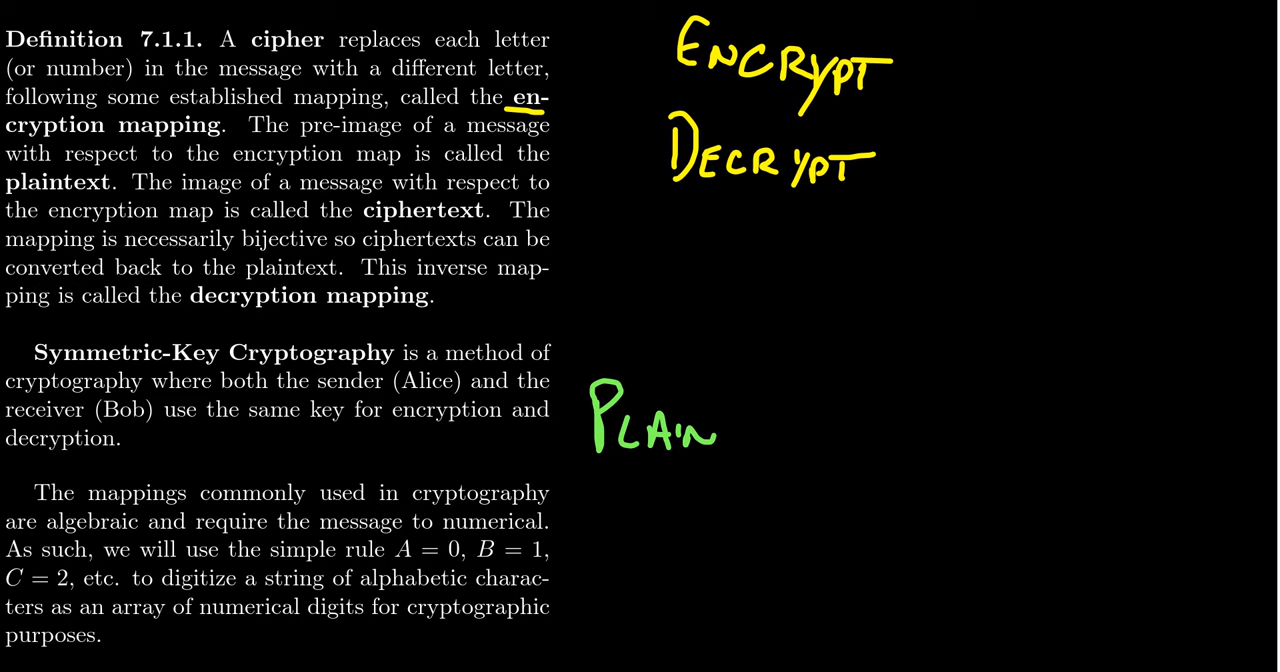 Definition 7.1.1. A cipher replaces each letter
(or number) in the message with a different letter,
following some established mapping, called the en-
cryption mapping. The pre-image of a message
with respect to the encryption map is called the
plaintext. The image of a message with respect to
the encryption map is called the ciphertext. The
mapping is necessarily bijective so ciphertexts can be
converted back to the plaintext. This inverse map-
ping is called the decryption mapping.
Symmetric-Key Cryptography is a method of
cryptography where both the sender (Alice) and the
receiver (Bob) use the same key for encryption and
decryption.
The mappings commonly used in cryptography
are algebraic and require the message to numerical.
As such, we will use the simple rule A = 0, B = 1,
C = 2, etc. to digitize a string of alphabetic charac-
ters as an array of numerical digits for cryptographic
purposes.
ENCRYPT
DECRYPT
PLAIN